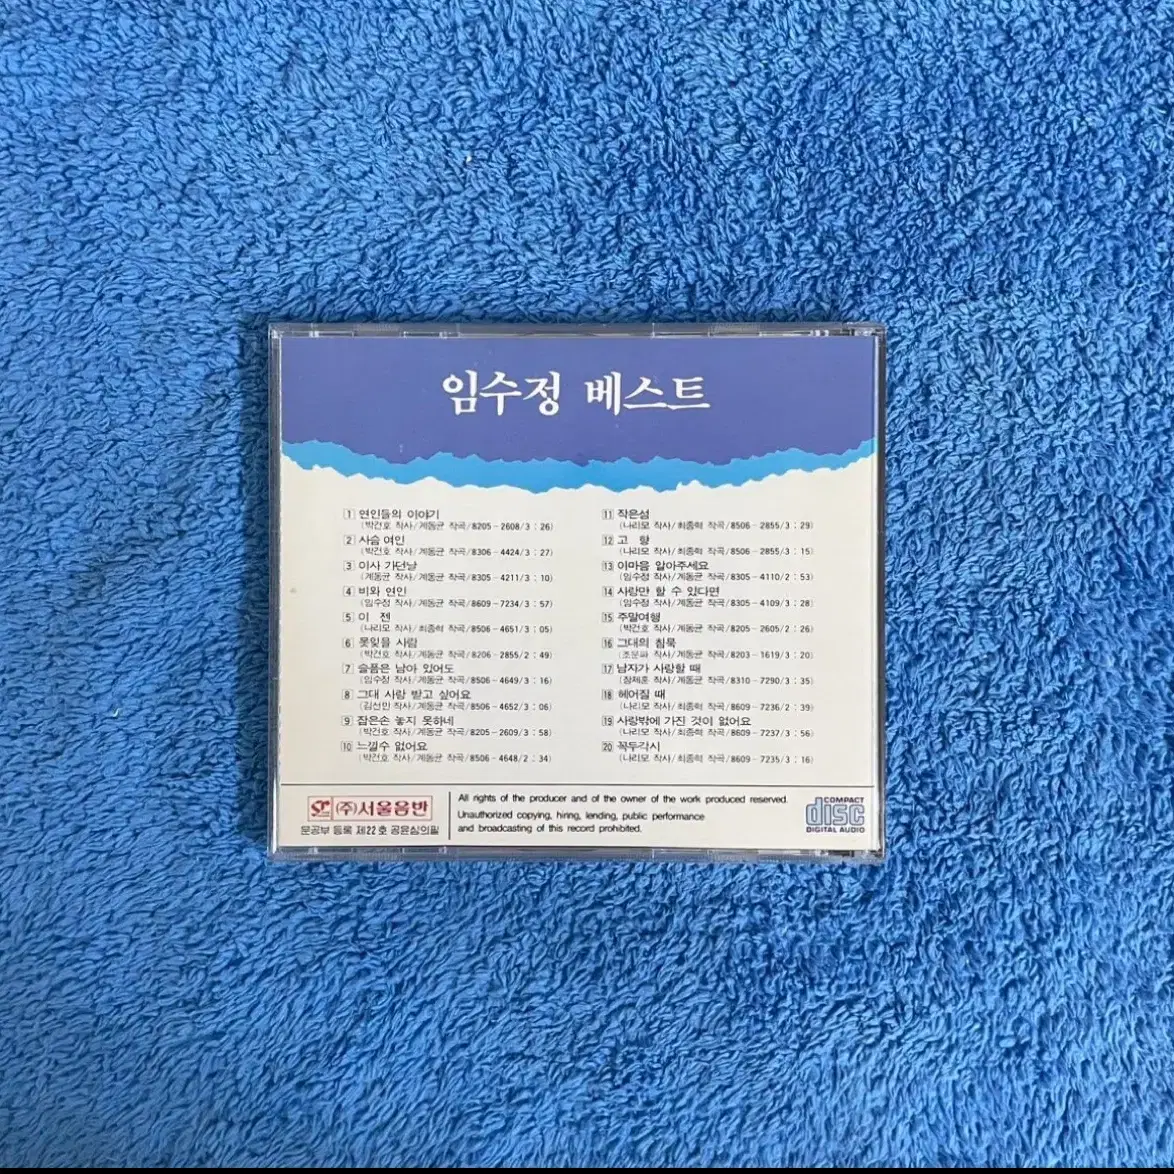 임수정 베스트
1 연인들의 이야기
(박건호 작사/계동균 작곡/8205-2608/3:26)
2 사슴 여인
(박건호 작사/계동균 작곡/8306-4424/3:27)
3 이사 가던날
(계동균 작사/계동균 작곡/8305-4211/3:10)
4 비와 연인
(임수정 작사/계동균 작곡/8609-7234/3:57)
5 이 젠
(나리모 작사/최종혁 작곡/8506-4651/3:05)
6 못잊을 사람
(박건호 작사/계동균 작곡/8206-2855/2:49)
7 슬픔은 남아 있어도
(임수정 작사/계동균 작곡/8506-4649/3:16)
8 그대 사랑 받고 싶어요
(김선민 작사/계동균 작곡/8506-4652/3:06)
9 잡은손 놓지 못하네
(박건호 작사/계동균 작곡/8205-2609/3:58)
10 느낄수 없어요
(박건호 작사/계동균 작곡/8506-4648/2:34)
11 작은섬
(나리모 작사/최종혁 작곡/8506-2855/3:29)
12 고 향
(나리모 작사/최종혁 작곡/8506-2855/3:15)
13 이마음 알아주세요
(임수정 작사/계동균 작곡/8305-4110/2:53)
14 사랑만 할 수 있다면
(임수정 작사/계동균 작곡/8305-4109/3:28)
15 주말여행
(박건호 작사/계동균 작곡/8205-2605/2:26)
16 그대의 침묵
(조운파 작사/계동균 작곡/8203-1619/3:20)
17 남자가 사랑할 때
(장제훈 작사/계동균 작곡/8310-7290/3:35)
18 헤어질 때
(나리모 작사/최종혁 작곡/8609-7236/2:39)
19 사랑밖에 가진 것이 없어요
(나리모 작사/최종혁 작곡/8609-7237/3:56)
20 꼭두각시
(나리모 작사/최종혁 작곡/8609-7235/3:16)
(주)서울음반
문공부 등록 제22호 공윤심의필
All rights of the producer and of the owner of the work produced reserved.
Unauthorized copying, hiring, lending, public performance
and broadcasting of this record prohibited.
COMPACT
disc
DIGITAL AUDIO